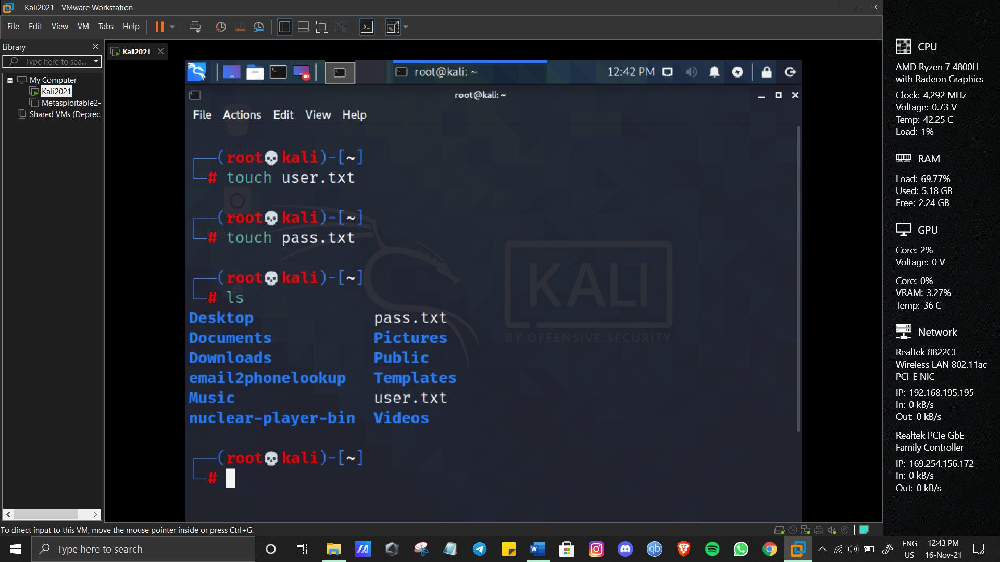 Kali2021 - VMware Workstation
File Edit View VM Tabs Help
Library
Type here to sea...
My Computer
Kali2021
Metasploitable2-
Shared VMs (Depreca
Kali2021
root@kali: ~
12:42 PM
root@kali: ~
File Actions Edit View Help
Trash
(root💀kali)-[~]
# touch user.txt
(root💀kali)-[~]
# touch pass.txt
(root💀kali)-[~]
# ls
Desktop pass.txt
Documents Pictures
Downloads Public
email2phonelookup Templates
Music user.txt
nuclear-player-bin Videos
(root💀kali)-[~]
#
KALI
BY OFFENSIVE SECURITY
CPU
AMD Ryzen 7 4800H
with Radeon Graphics
Clock: 4,292 MHz
Voltage: 0.73 V
Temp: 42.25 C
Load: 1%
RAM
Load: 69.77%
Used: 5.18 GB
Free: 2.24 GB
GPU
Core: 2%
Voltage: 0 V
Core: 0%
VRAM: 3.27%
Temp: 36 C
Network
Realtek 8822CE
Wireless LAN 802.11ac
PCI-E NIC
IP: 192.168.195.195
In: 0 kB/s
Out: 0 kB/s
Realtek PCIe GbE
Family Controller
IP: 169.254.156.172
In: 0 kB/s
Out: 0 kB/s
To direct input to this VM, move the mouse pointer inside or press Ctrl+G.
Type here to search
W
qb
ENG
US
12:43 PM
16-Nov-21